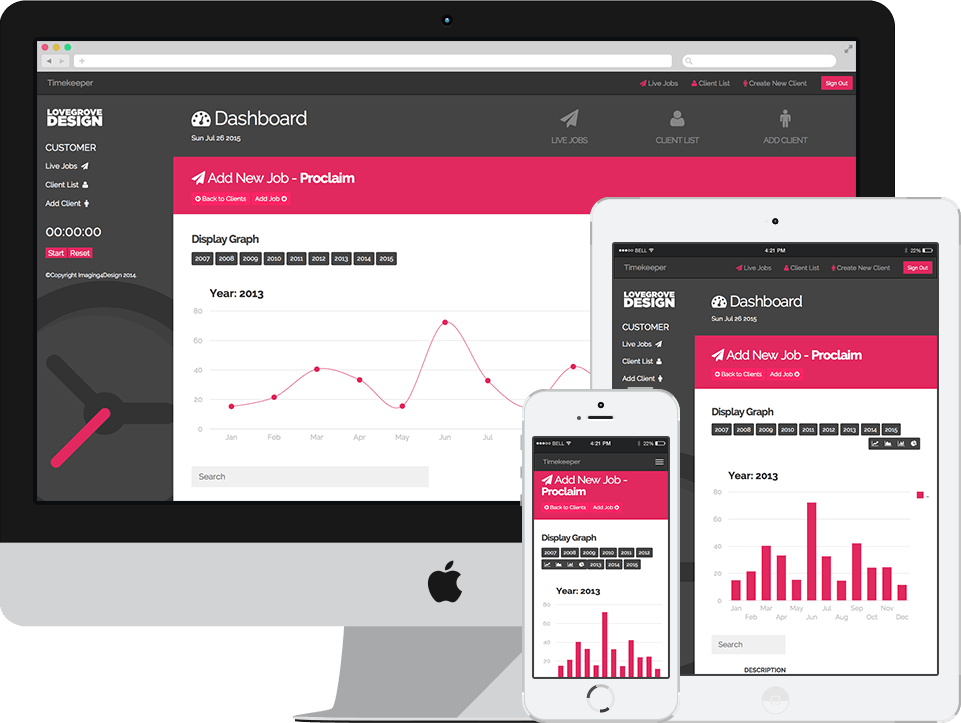 Timekeeper
Live Jobs Client List Create New Client Sign Out
LOVEGROVE
DESIGN
CUSTOMER
Live Jobs
Client List
Add Client
00:00:00
Start Reset
©Copyright Imaging4Design 2014.
Dashboard
Sun Jul 26 2015
LIVE JOBS CLIENT LIST ADD CLIENT
Add New Job - Proclaim
Back to Clients Add Job
Display Graph
2007 2008 2009 2010 2011 2012 2013 2014 2015
Year: 2013
80
60
40
20
0
Jan Feb Mar Apr May Jun Jul
Search
BELL 4:21 PM 22%
Timekeeper
Add New Job -
Proclaim
Back to Clients Add Job
Display Graph
2007 2008 2009 2010 2011 2012
2013 2014 2015
Year: 2013
80
60
40
20
BELL 4:21 PM 22%
Timekeeper
Live Jobs Client List Create New Client Sign Out
LOVEGROVE
DESIGN
CUSTOMER
Live Jobs
Client List
Add Client
Dashboard
Sun Jul 26 2015
Add New Job - Proclaim
Back to Clients Add Job
Display Graph
2007 2008 2009 2010 2011 2012 2013 2014 2015
Year: 2013
80
60
40
20
0
Jan Mar May Jul Sep Nov
Feb Apr Jun Aug Oct Dec
Search
DESCRIPTION